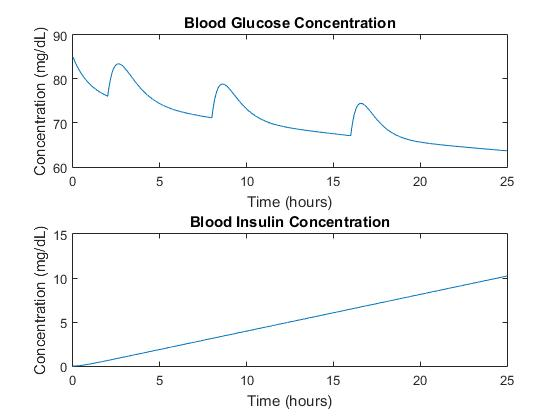 Blood Glucose Concentration
Concentration (mg/dL)
90
80
70
60
0 5 10 15 20 25
Time (hours)
Blood Insulin Concentration
Concentration (mg/dL)
15
10
5
0
0 5 10 15 20 25
Time (hours)